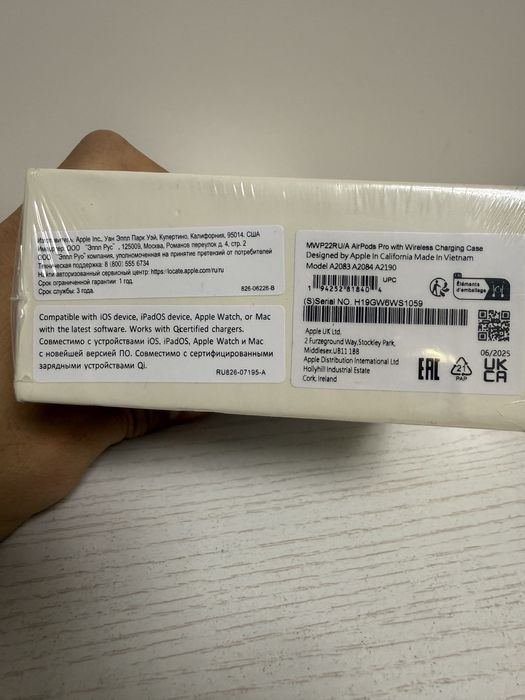 Изготовитель: Apple Inc., Уан Эппл Парк Уэй, Купертино, Калифорния, 95014, США
Импортер: ООО "Эппл Рус", 125009, Москва, Романов переулок д. 4, стр. 2
ООО "Эппл Рус" компания, уполномоченная на принятие претензий от потребителей
Техническая поддержка: 8 (800) 555 6734
Найти авторизованный сервисный центр: https://locate.apple.com/ru/ru
Срок ограничений гарантии: 1 год
Срок службы: 3 года.
826-06226-B
Compatible with iOS device, iPadOS device, Apple Watch, or Mac
with the latest software. Works with Qcertified chargers.
Совместимо с устройствами iOS, iPadOS, Apple Watch и Mac
с новейшей версией ПО. Совместимо с сертифицированными
зарядными устройствами Qi.
RU826-07195-A
MWP22RU/A AirPods Pro with Wireless Charging Case
Designed by Apple In California Made In Vietnam
Model A2083 A2084 A2190
UPC
1 94252 81840 4
Éléments
d'emballage
(S)Serial NO. H19GW6WS1059
Apple UK Ltd.
2 Furzeground Way,Stockley Park,
Middlesex,UB11 1BB
Apple Distribution International Ltd
Hollyhill Industrial Estate
Cork, Ireland
EAC
21
PAP
06/2025
UK
CA